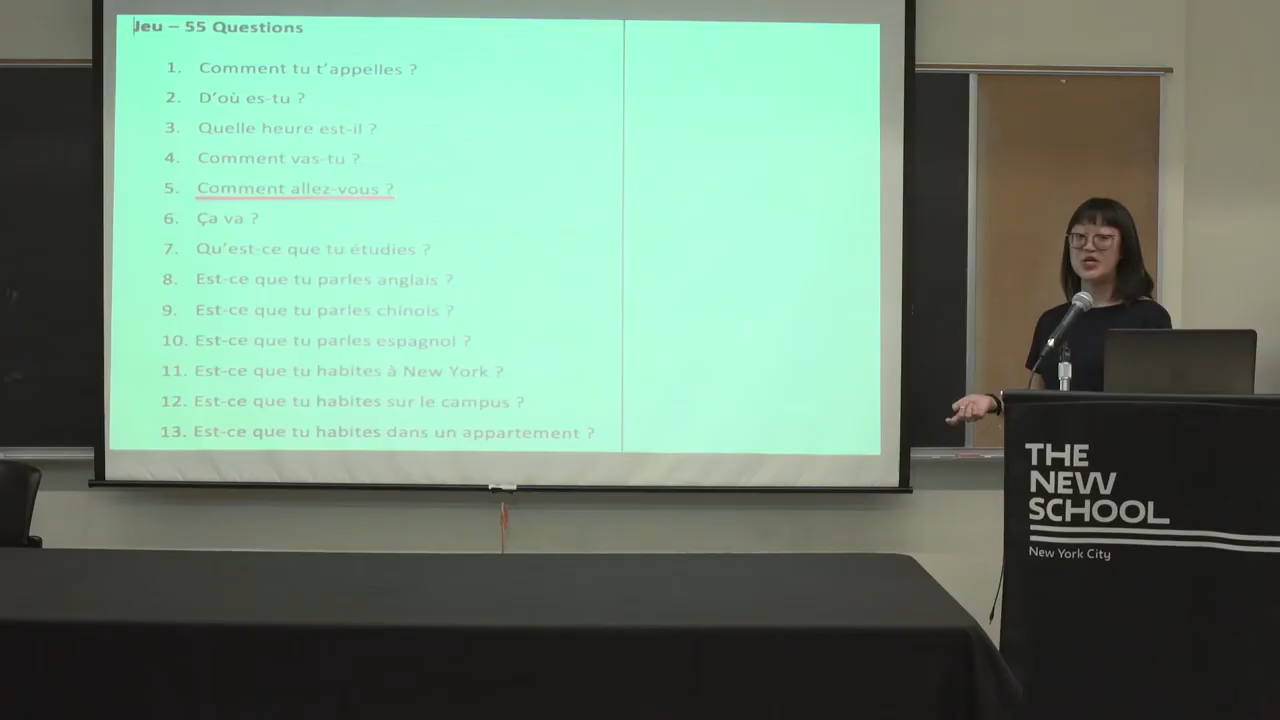 Jeu – 55 Questions
1. Comment tu t'appelles ?
2. D'où es-tu ?
3. Quelle heure est-il ?
4. Comment vas-tu ?
5. Comment allez-vous ?
6. Ça va ?
7. Qu'est-ce que tu étudies ?
8. Est-ce que tu parles anglais ?
9. Est-ce que tu parles chinois ?
10. Est-ce que tu parles espagnol ?
11. Est-ce que tu habites à New York ?
12. Est-ce que tu habites sur le campus ?
13. Est-ce que tu habites dans un appartement ?
THE
NEW
SCHOOL
New York City